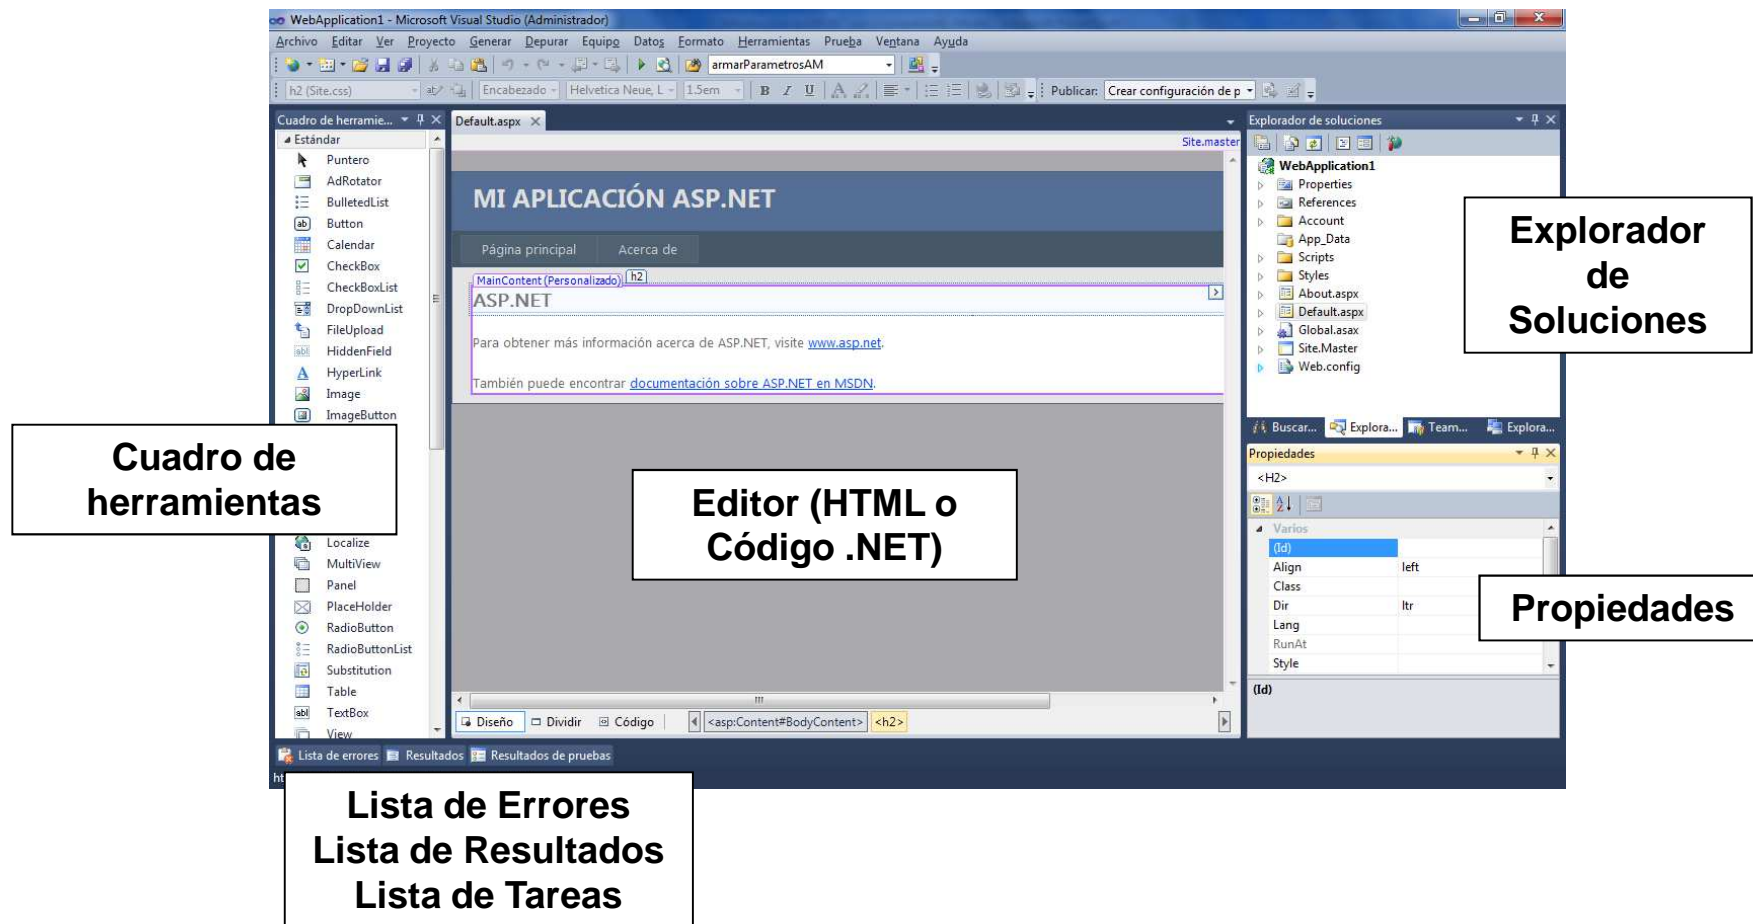 WebApplication1 - Microsoft Visual Studio (Administrador)
Archivo Editar Ver Proyecto Generar Depurar Equipo Datos Formato Herramientas Prueba Ventana Ayuda
armarParametrosAM
h2 (Site.css) Encabezado Helvetica Neue, L 1.5em B I U A Publicar: Crear configuración de p
Cuadro de herramie...
Estándar
Puntero
AdRotator
BulletedList
Button
Calendar
CheckBox
CheckBoxList
DropDownList
FileUpload
HiddenField
HyperLink
Image
ImageButton
Cuadro de
herramientas
Localize
MultiView
Panel
PlaceHolder
RadioButton
RadioButtonList
Substitution
Table
TextBox
View
Default.aspx
Site.master
MI APLICACIÓN ASP.NET
Página principal Acerca de
MainContent (Personalizado) h2
ASP.NET
Para obtener más información acerca de ASP.NET, visite www.asp.net.
También puede encontrar documentación sobre ASP.NET en MSDN.
Editor (HTML o
Código .NET)
Diseño Dividir Código <asp:Content#BodyContent> <h2>
Explorador de soluciones
WebApplication1
Properties
References
Account
App_Data
Scripts
Styles
About.aspx
Default.aspx
Global.asax
Site.Master
Web.config
Explorador
de
Soluciones
Buscar... Explora... Team... Explora...
Propiedades
<H2>
Varios
(Id)
Align left
Class
Dir ltr
Lang
RunAt
Style
(Id)
Propiedades
Lista de errores Resultados Resultados de pruebas
Lista de Errores
Lista de Resultados
Lista de Tareas